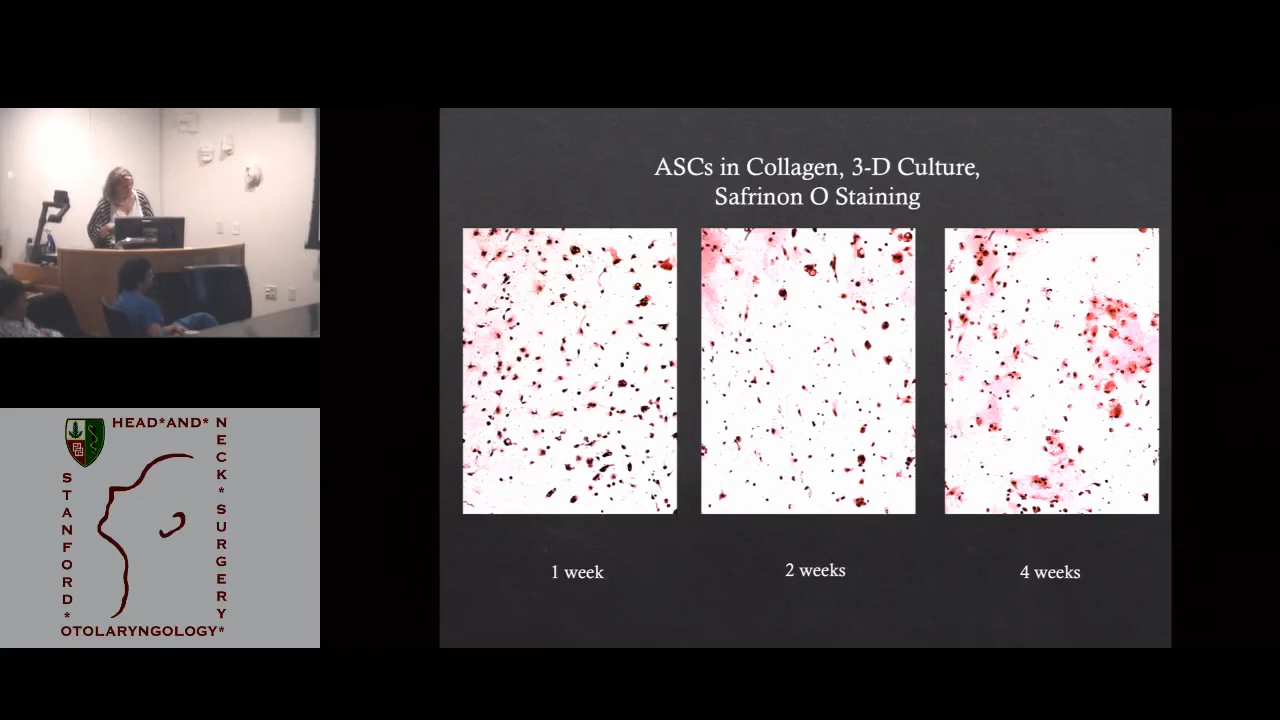 ASCs in Collagen, 3-D Culture,
Safrinon O Staining
1 week
2 weeks
4 weeks
HEAD*AND*
NECK*SURGERY
STANFORD*
OTOLARYNGOLOGY*